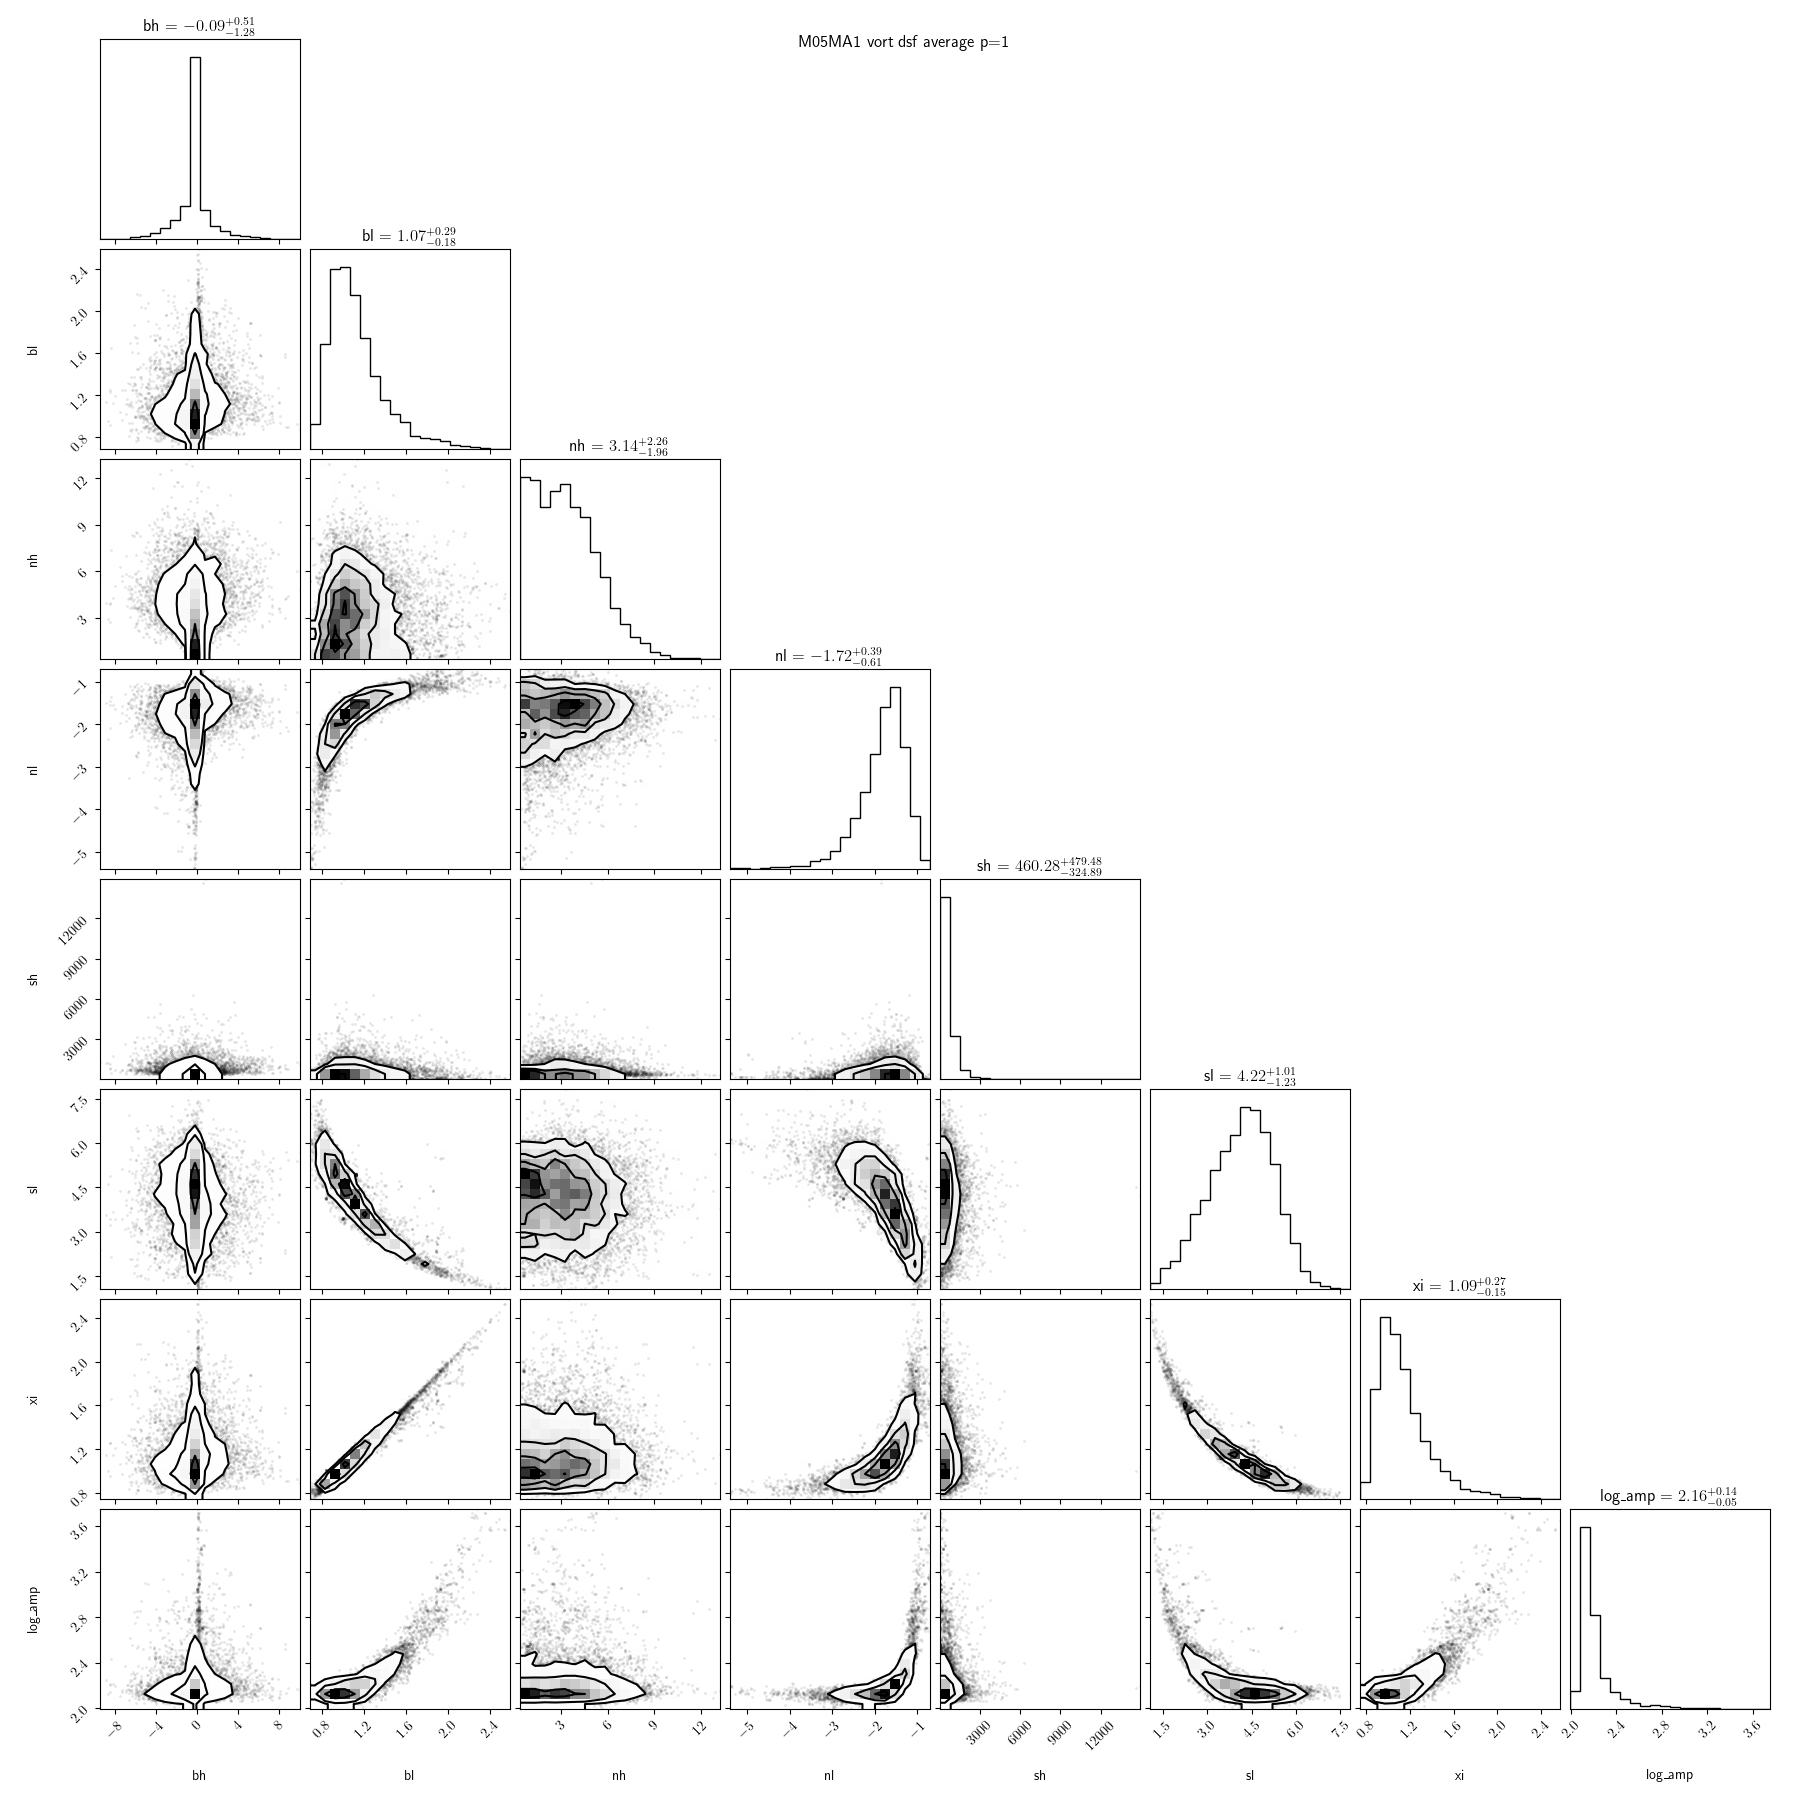 bh = −0.09+0.51−1.28
M05MA1 vort dsf average p=1
bl = 1.07+0.29−0.18
2.4
2.0
1.6
1.2
0.8
bl
nh = 3.14+2.26−1.96
12
9
6
3
nh
nl = −1.72+0.39−0.61
−1
−2
−3
−4
−5
nl
sh = 460.28+479.48−324.89
12000
9000
6000
3000
sh
sl = 4.22+1.01−1.23
7.5
6.0
4.5
3.0
1.5
sl
xi = 1.09+0.27−0.15
2.4
2.0
1.6
1.2
0.8
xi
log_amp = 2.16+0.14−0.05
3.6
3.2
2.8
2.4
2.0
log_amp
−8 −4 0 4 8 0.8 1.2 1.6 2.0 2.4 3 6 9 12 −5 −4 −3 −2 −1 3000 6000 9000 12000 1.5 3.0 4.5 6.0 7.5 0.8 1.2 1.6 2.0 2.4 2.0 2.4 2.8 3.2 3.6
bh bl nh nl sh sl xi log_amp